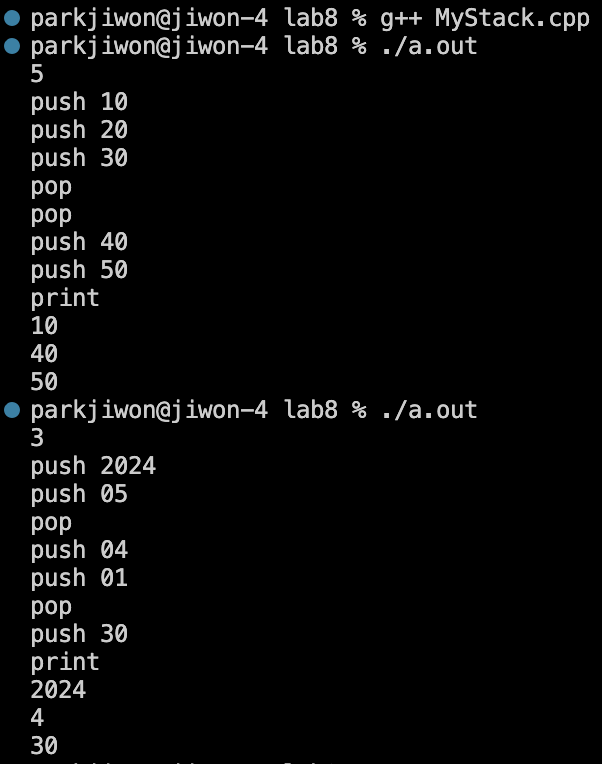 parkjiwon@jiwon-4 lab8 % g++ MyStack.cpp
parkjiwon@jiwon-4 lab8 % ./a.out
5
push 10
push 20
push 30
pop
pop
push 40
push 50
print
10
40
50
parkjiwon@jiwon-4 lab8 % ./a.out
3
push 2024
push 05
pop
push 04
push 01
pop
push 30
print
2024
4
30